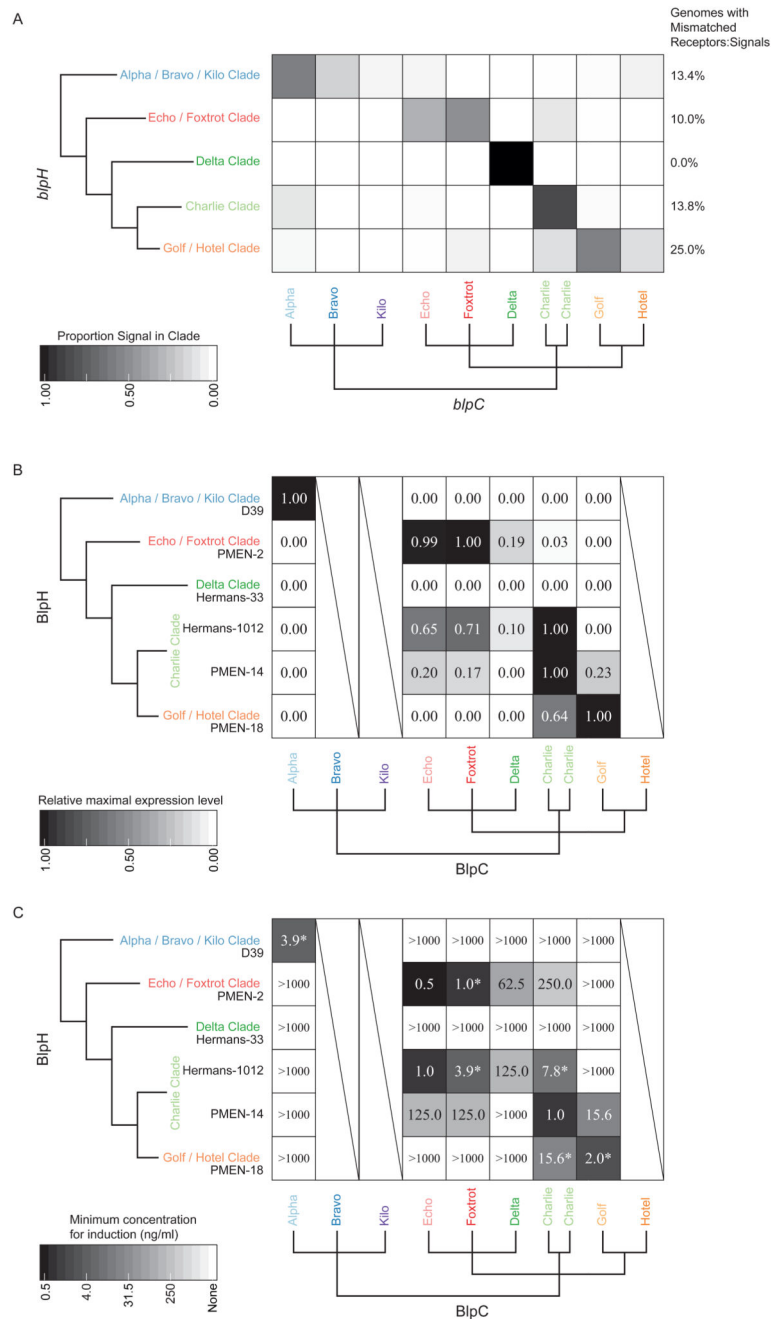 A
Genomes with
Mismatched
Receptors:Signals
Alpha / Bravo / Kilo Clade 13.4%
Echo / Foxtrot Clade 10.0%
Delta Clade 0.0%
Charlie Clade 13.8%
Golf / Hotel Clade 25.0%
blpH
Alpha Bravo Kilo Echo Foxtrot Delta Charlie Charlie Golf Hotel
Proportion Signal in Clade
1.00 0.50 0.00
blpC
B
Alpha / Bravo / Kilo Clade 1.00 0.00 0.00 0.00 0.00 0.00
D39
Echo / Foxtrot Clade 0.00 0.99 1.00 0.19 0.03 0.00
PMEN-2
Delta Clade 0.00 0.00 0.00 0.00 0.00 0.00
Hermans-33
Hermans-1012 0.00 0.65 0.71 0.10 1.00 0.00
Charlie Clade
PMEN-14 0.00 0.20 0.17 0.00 1.00 0.23
Golf / Hotel Clade 0.00 0.00 0.00 0.00 0.64 1.00
PMEN-18
BlpH
Alpha Bravo Kilo Echo Foxtrot Delta Charlie Charlie Golf Hotel
Relative maximal expression level
1.00 0.50 0.00
BlpC
C
Alpha / Bravo / Kilo Clade 3.9* >1000 >1000 >1000 >1000 >1000
D39
Echo / Foxtrot Clade >1000 0.5 1.0* 62.5 250.0 >1000
PMEN-2
Delta Clade >1000 >1000 >1000 >1000 >1000 >1000
Hermans-33
Hermans-1012 >1000 1.0 3.9* 125.0 7.8* >1000
Charlie Clade
PMEN-14 >1000 125.0 125.0 >1000 1.0 15.6
Golf / Hotel Clade >1000 >1000 >1000 >1000 15.6* 2.0*
PMEN-18
BlpH
Alpha Bravo Kilo Echo Foxtrot Delta Charlie Charlie Golf Hotel
Minimum concentration
for induction (ng/ml)
0.5 4.0 31.5 250 None
BlpC